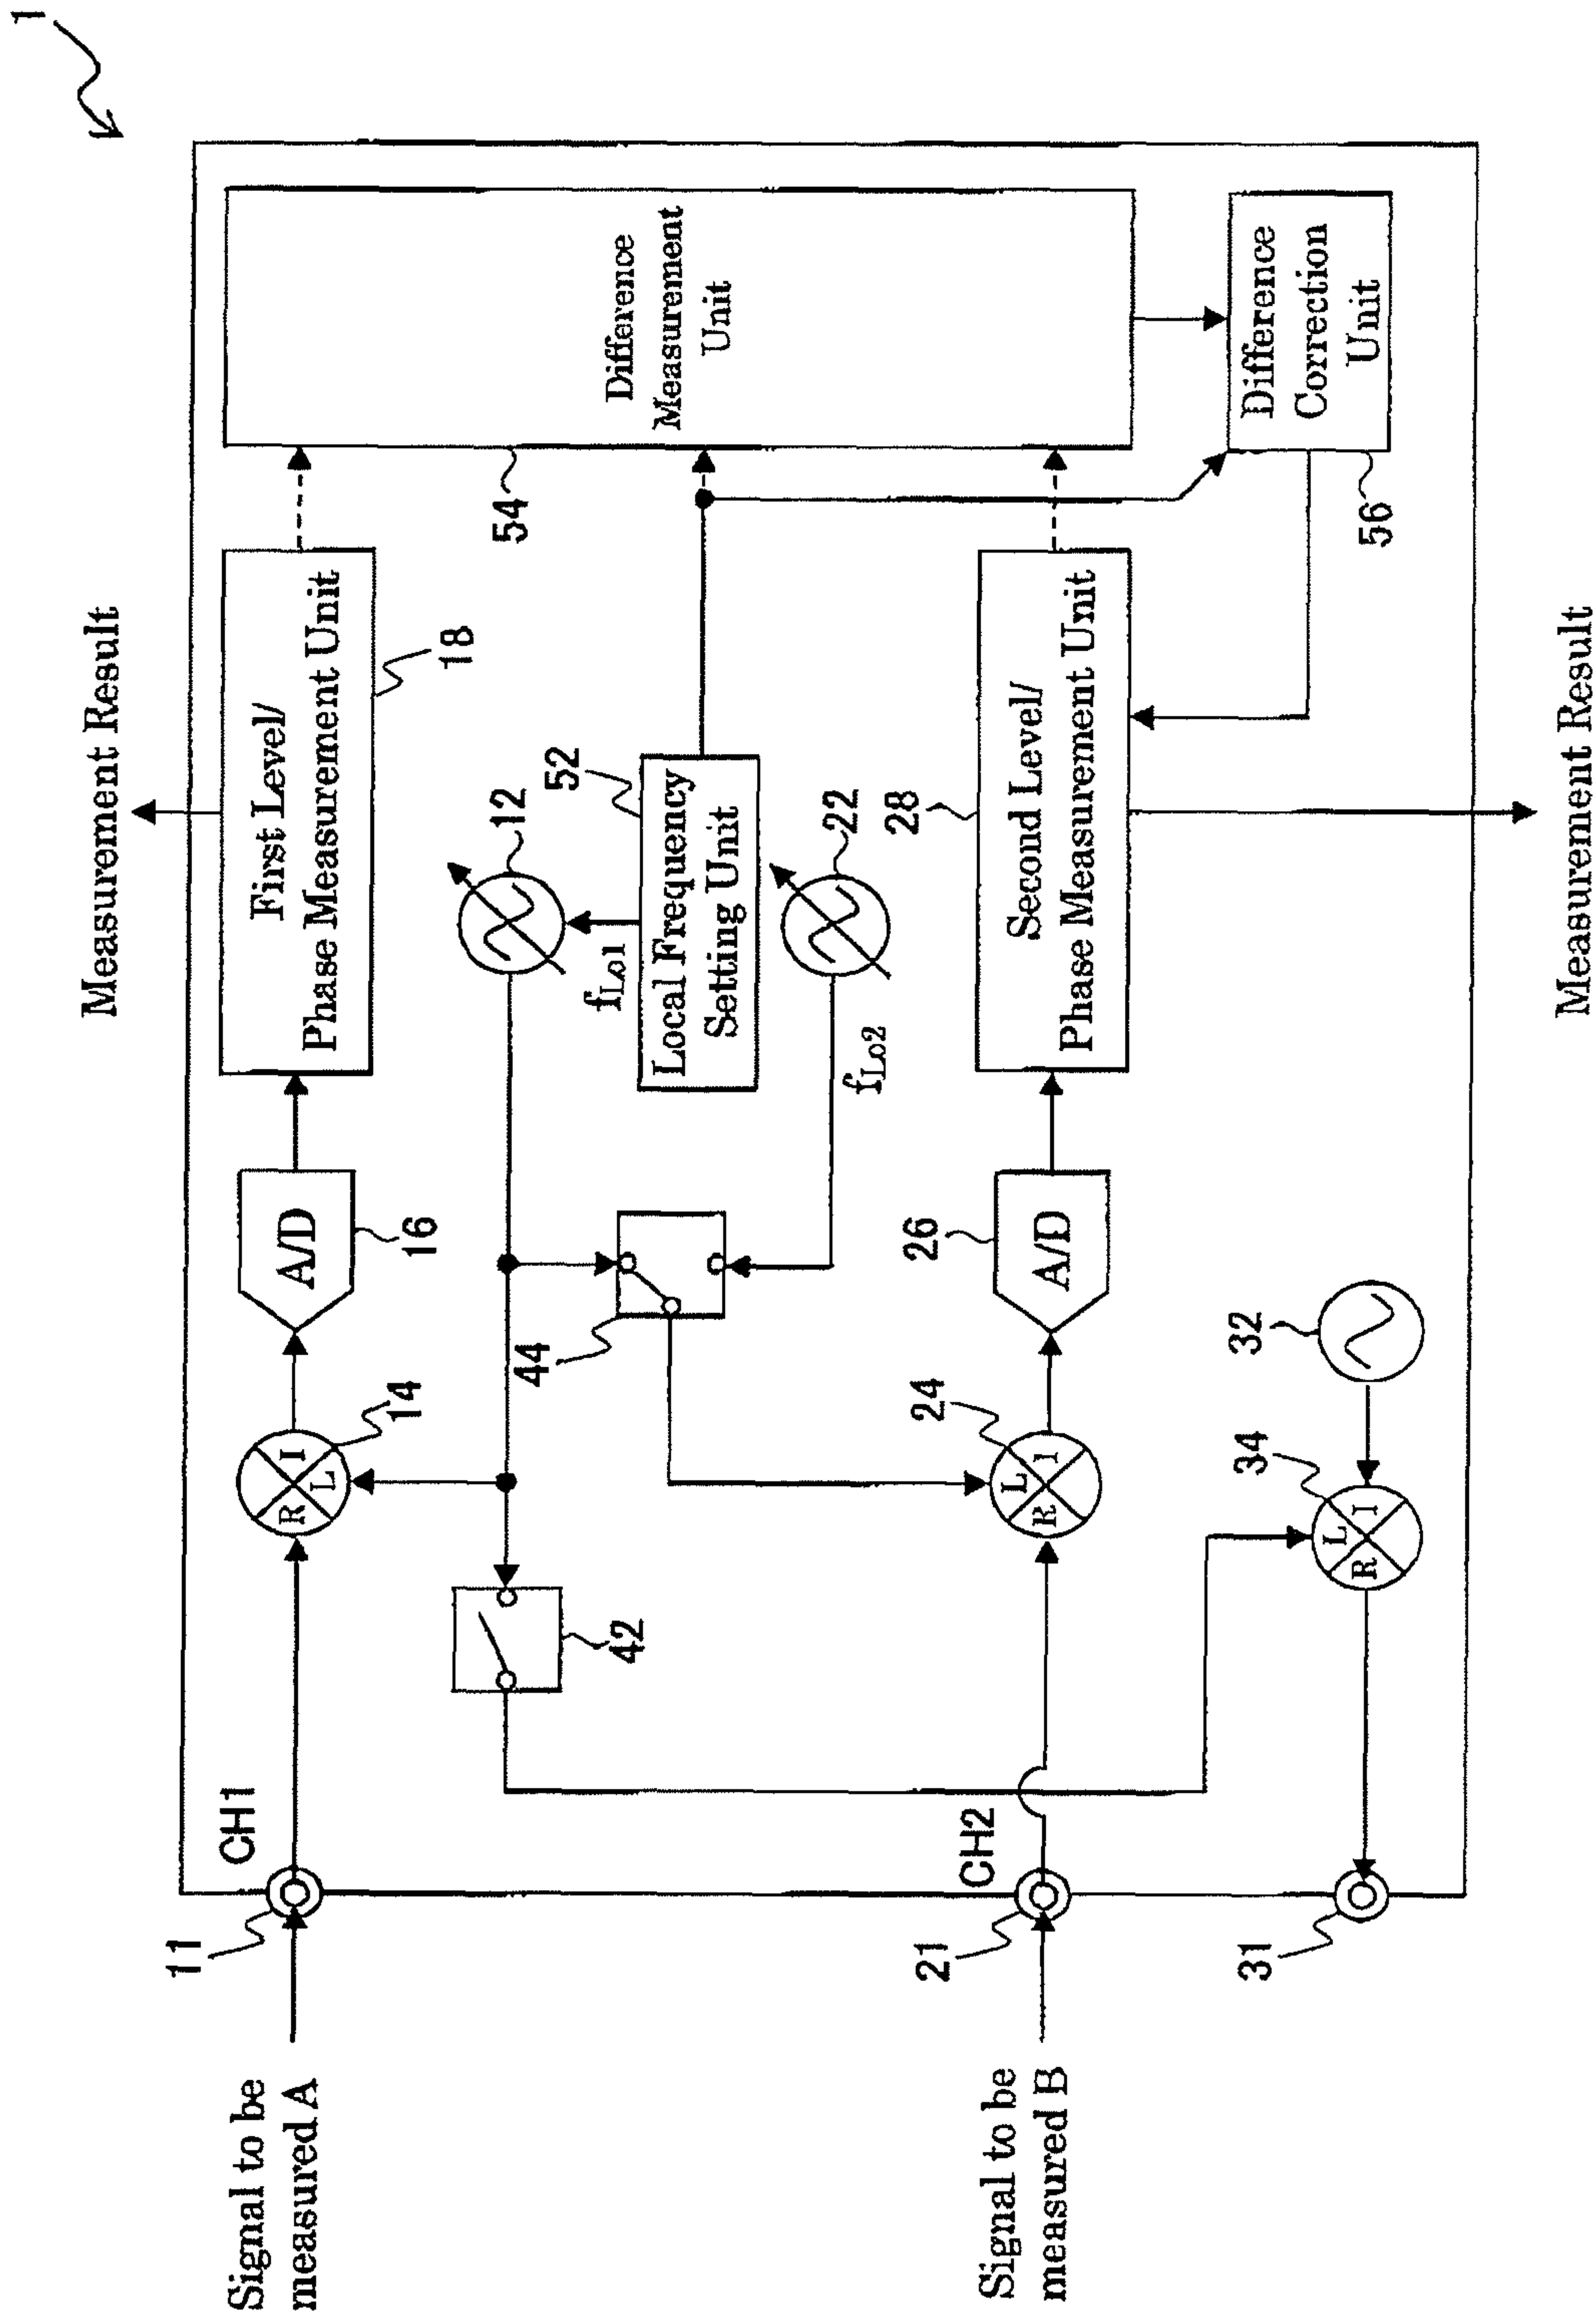 1
Measurement Result
CH1
11
Signal to be
measured A
R
I
L
14
A/D
16
First Level/
Phase Measurement Unit
18
Difference
Measurement
Unit
54
42
44
12
fLo1
52
Local Frequency
Setting Unit
22
fLo2
CH2
21
Signal to be
measured B
L
R
I
24
A/D
26
Second Level/
Phase Measurement Unit
28
Difference
Correction
Unit
56
31
L
R
I
34
32
Measurement Result